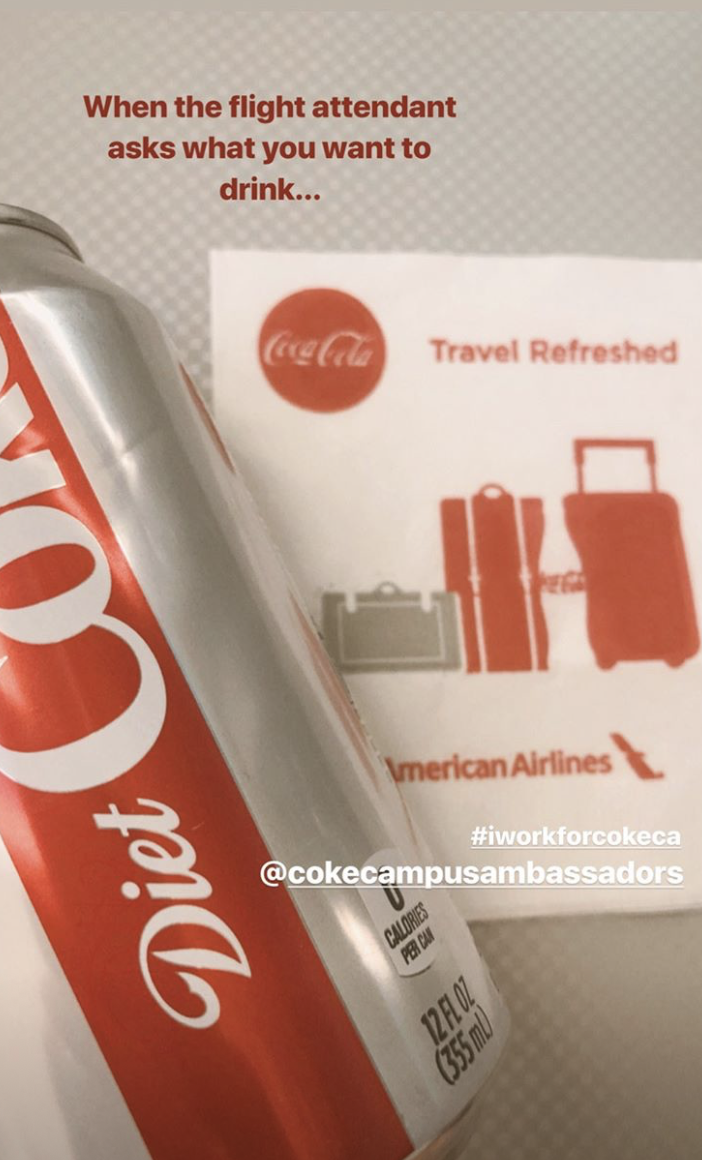 When the flight attendant
asks what you want to
drink...
Coca-Cola
Travel Refreshed
American Airlines
#iworkforcokeca
@cokecampusambassadors
Diet Coke
0
CALORIES
PER CAN
12 FL OZ
(355 mL)